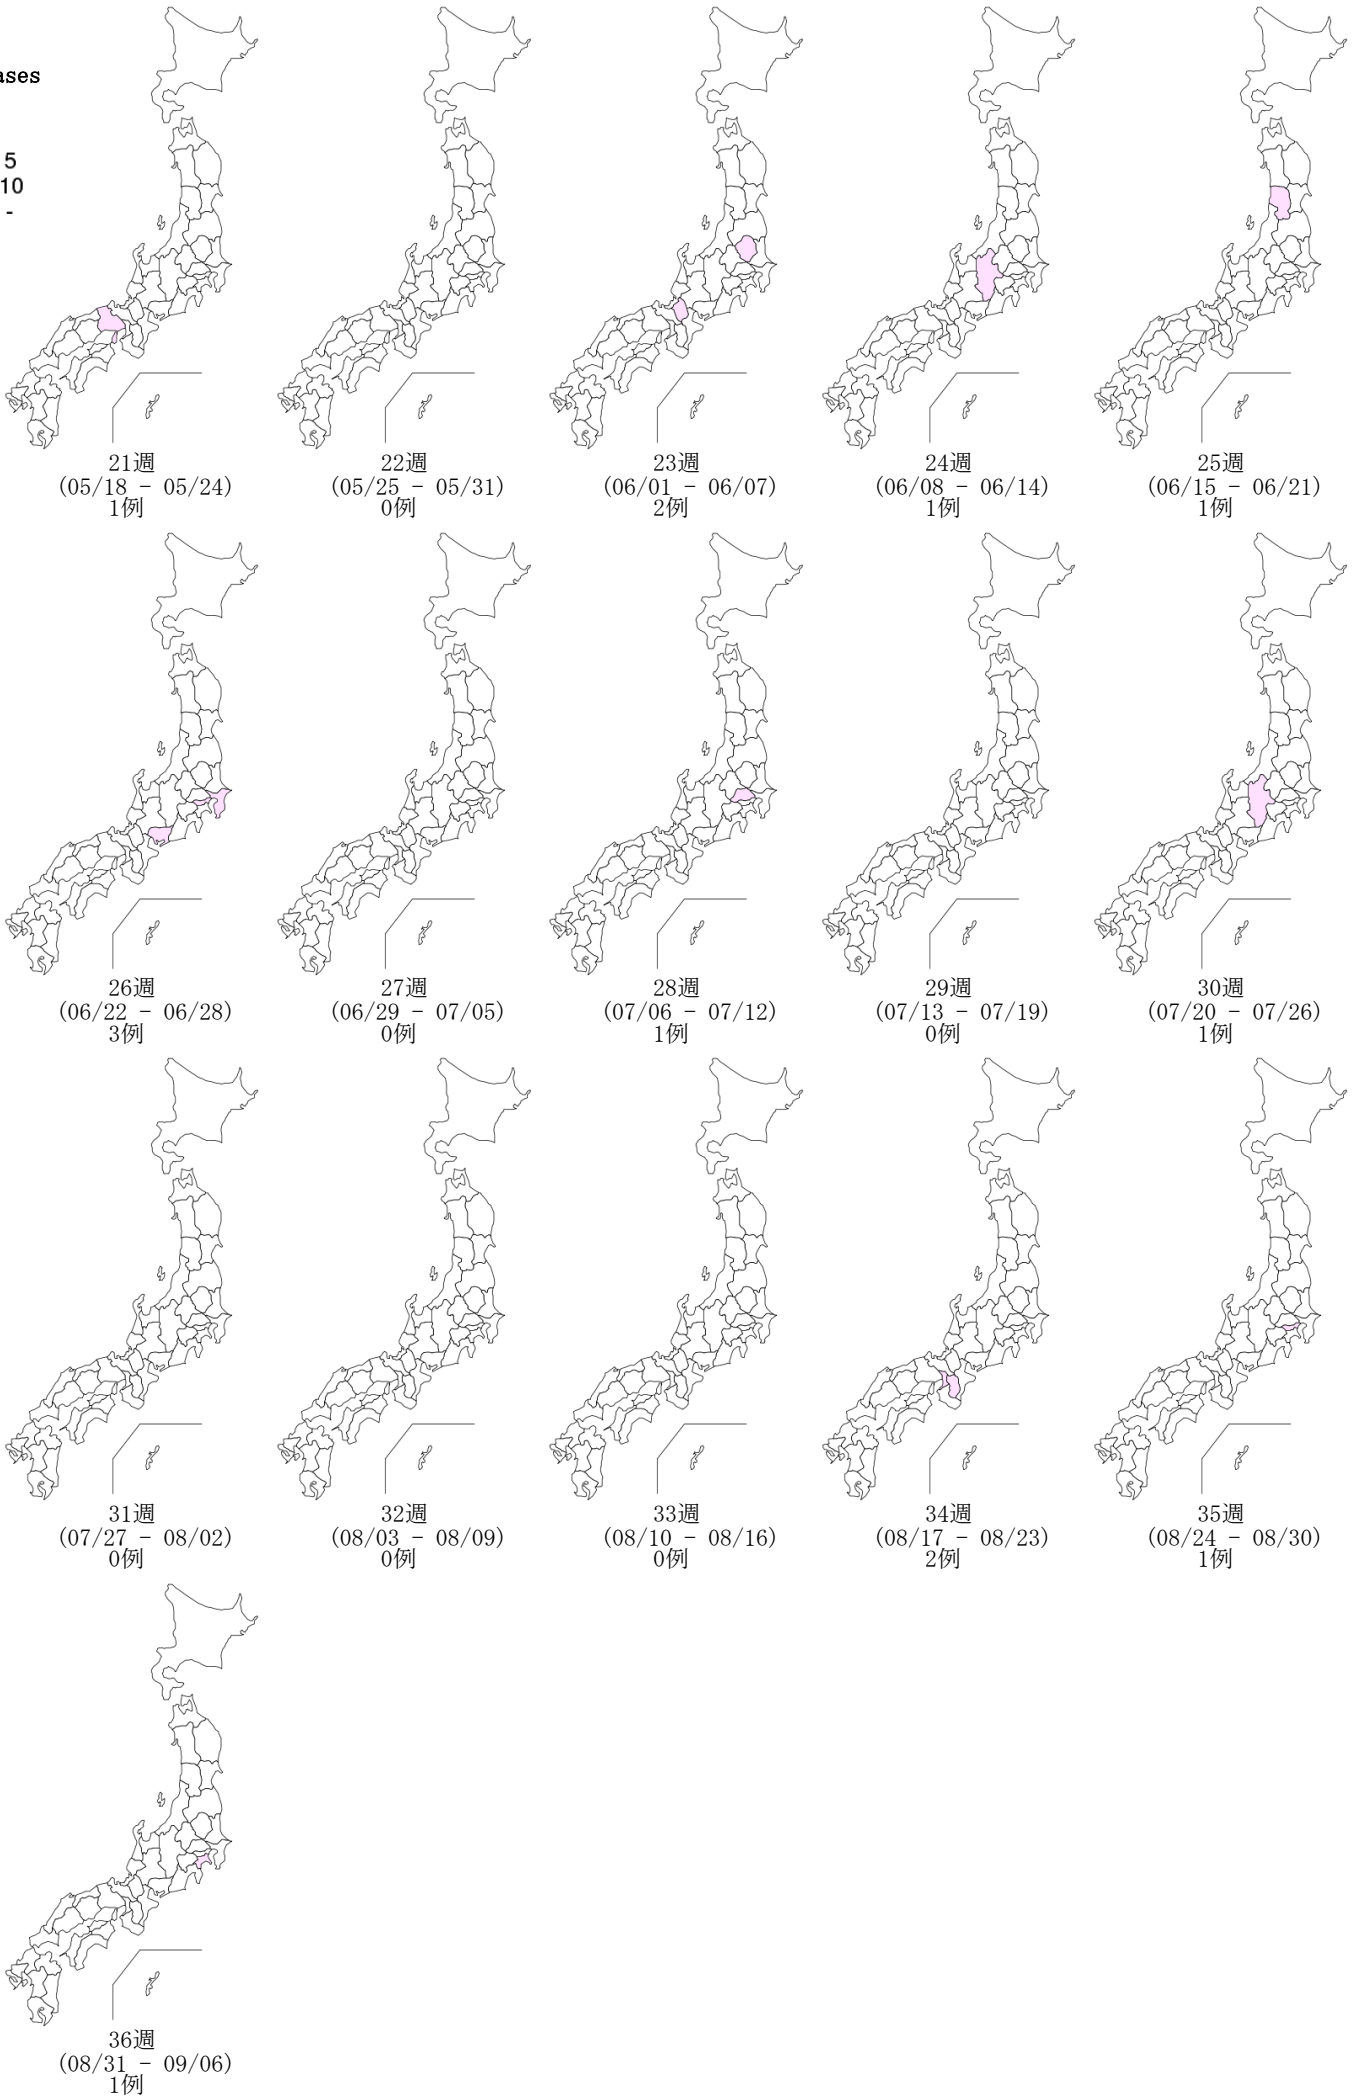 ases
5
10
-
21週
(05/18 - 05/24)
1例
22週
(05/25 - 05/31)
0例
23週
(06/01 - 06/07)
2例
24週
(06/08 - 06/14)
1例
25週
(06/15 - 06/21)
1例
26週
(06/22 - 06/28)
3例
27週
(06/29 - 07/05)
0例
28週
(07/06 - 07/12)
1例
29週
(07/13 - 07/19)
0例
30週
(07/20 - 07/26)
1例
31週
(07/27 - 08/02)
0例
32週
(08/03 - 08/09)
0例
33週
(08/10 - 08/16)
0例
34週
(08/17 - 08/23)
2例
35週
(08/24 - 08/30)
1例
36週
(08/31 - 09/06)
1例